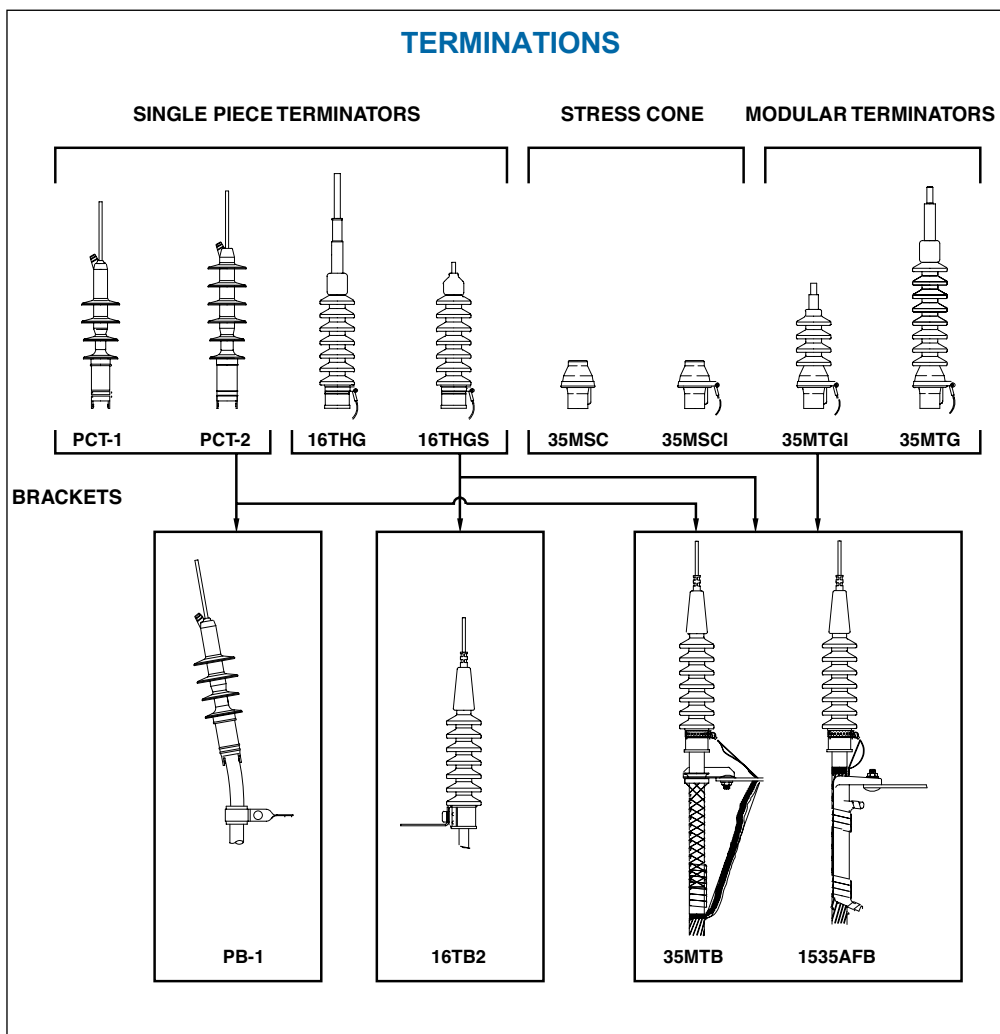 TERMINATIONS
SINGLE PIECE TERMINATORS
STRESS CONE
MODULAR TERMINATORS
PCT-1
PCT-2
16THG
16THGS
35MSC
35MSCI
35MTGI
35MTG
BRACKETS
PB-1
16TB2
35MTB
1535AFB